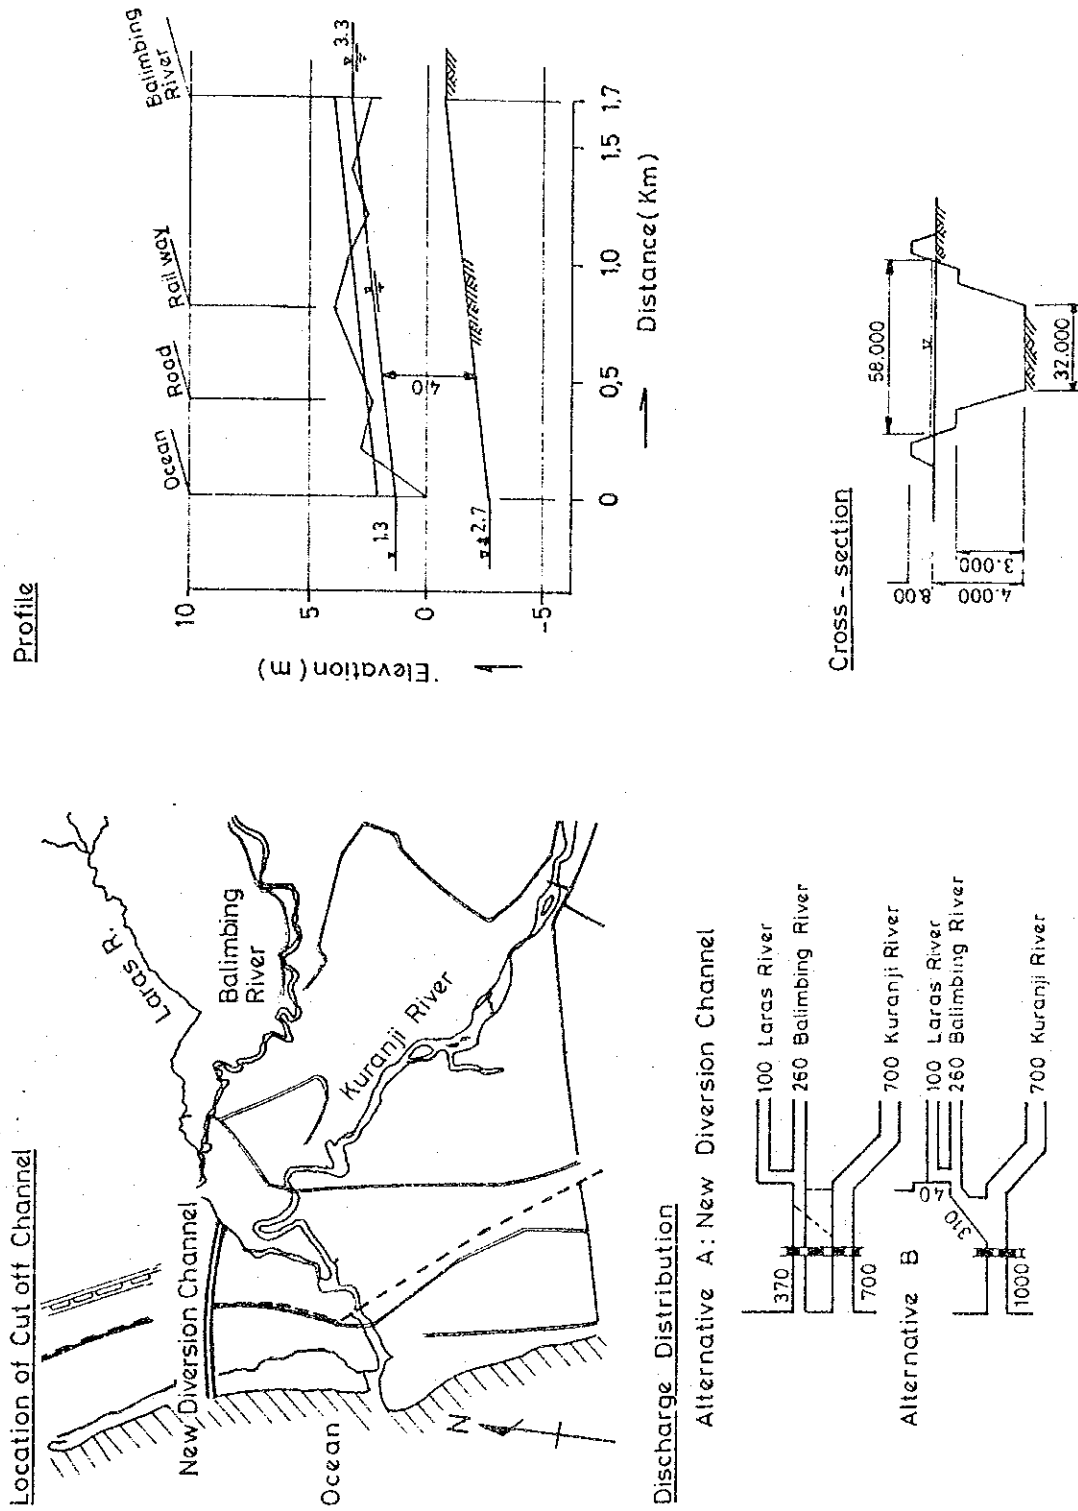 Location of Cut off Channel
Laras R.
Balimbing
River
Kuranji River
New Diversion Channel
Ocean
N
Profile
Elevation (m)
10
5
0
-5
Ocean
Road
Rail way
Balimbing
River
1.3
3.3
4.0
± 2.7
0
0,5
1,0
1,5
1,7
Distance ( Km )
Discharge Distribution
Alternative A : New Diversion Channel
370
700
100 Laras River
260 Balimbing River
700 Kuranji River
Alternative B
40
310
1000
100 Laras River
260 Balimbing River
700 Kuranji River
Cross - section
58.000
32.000
8.00
4.000
3.000